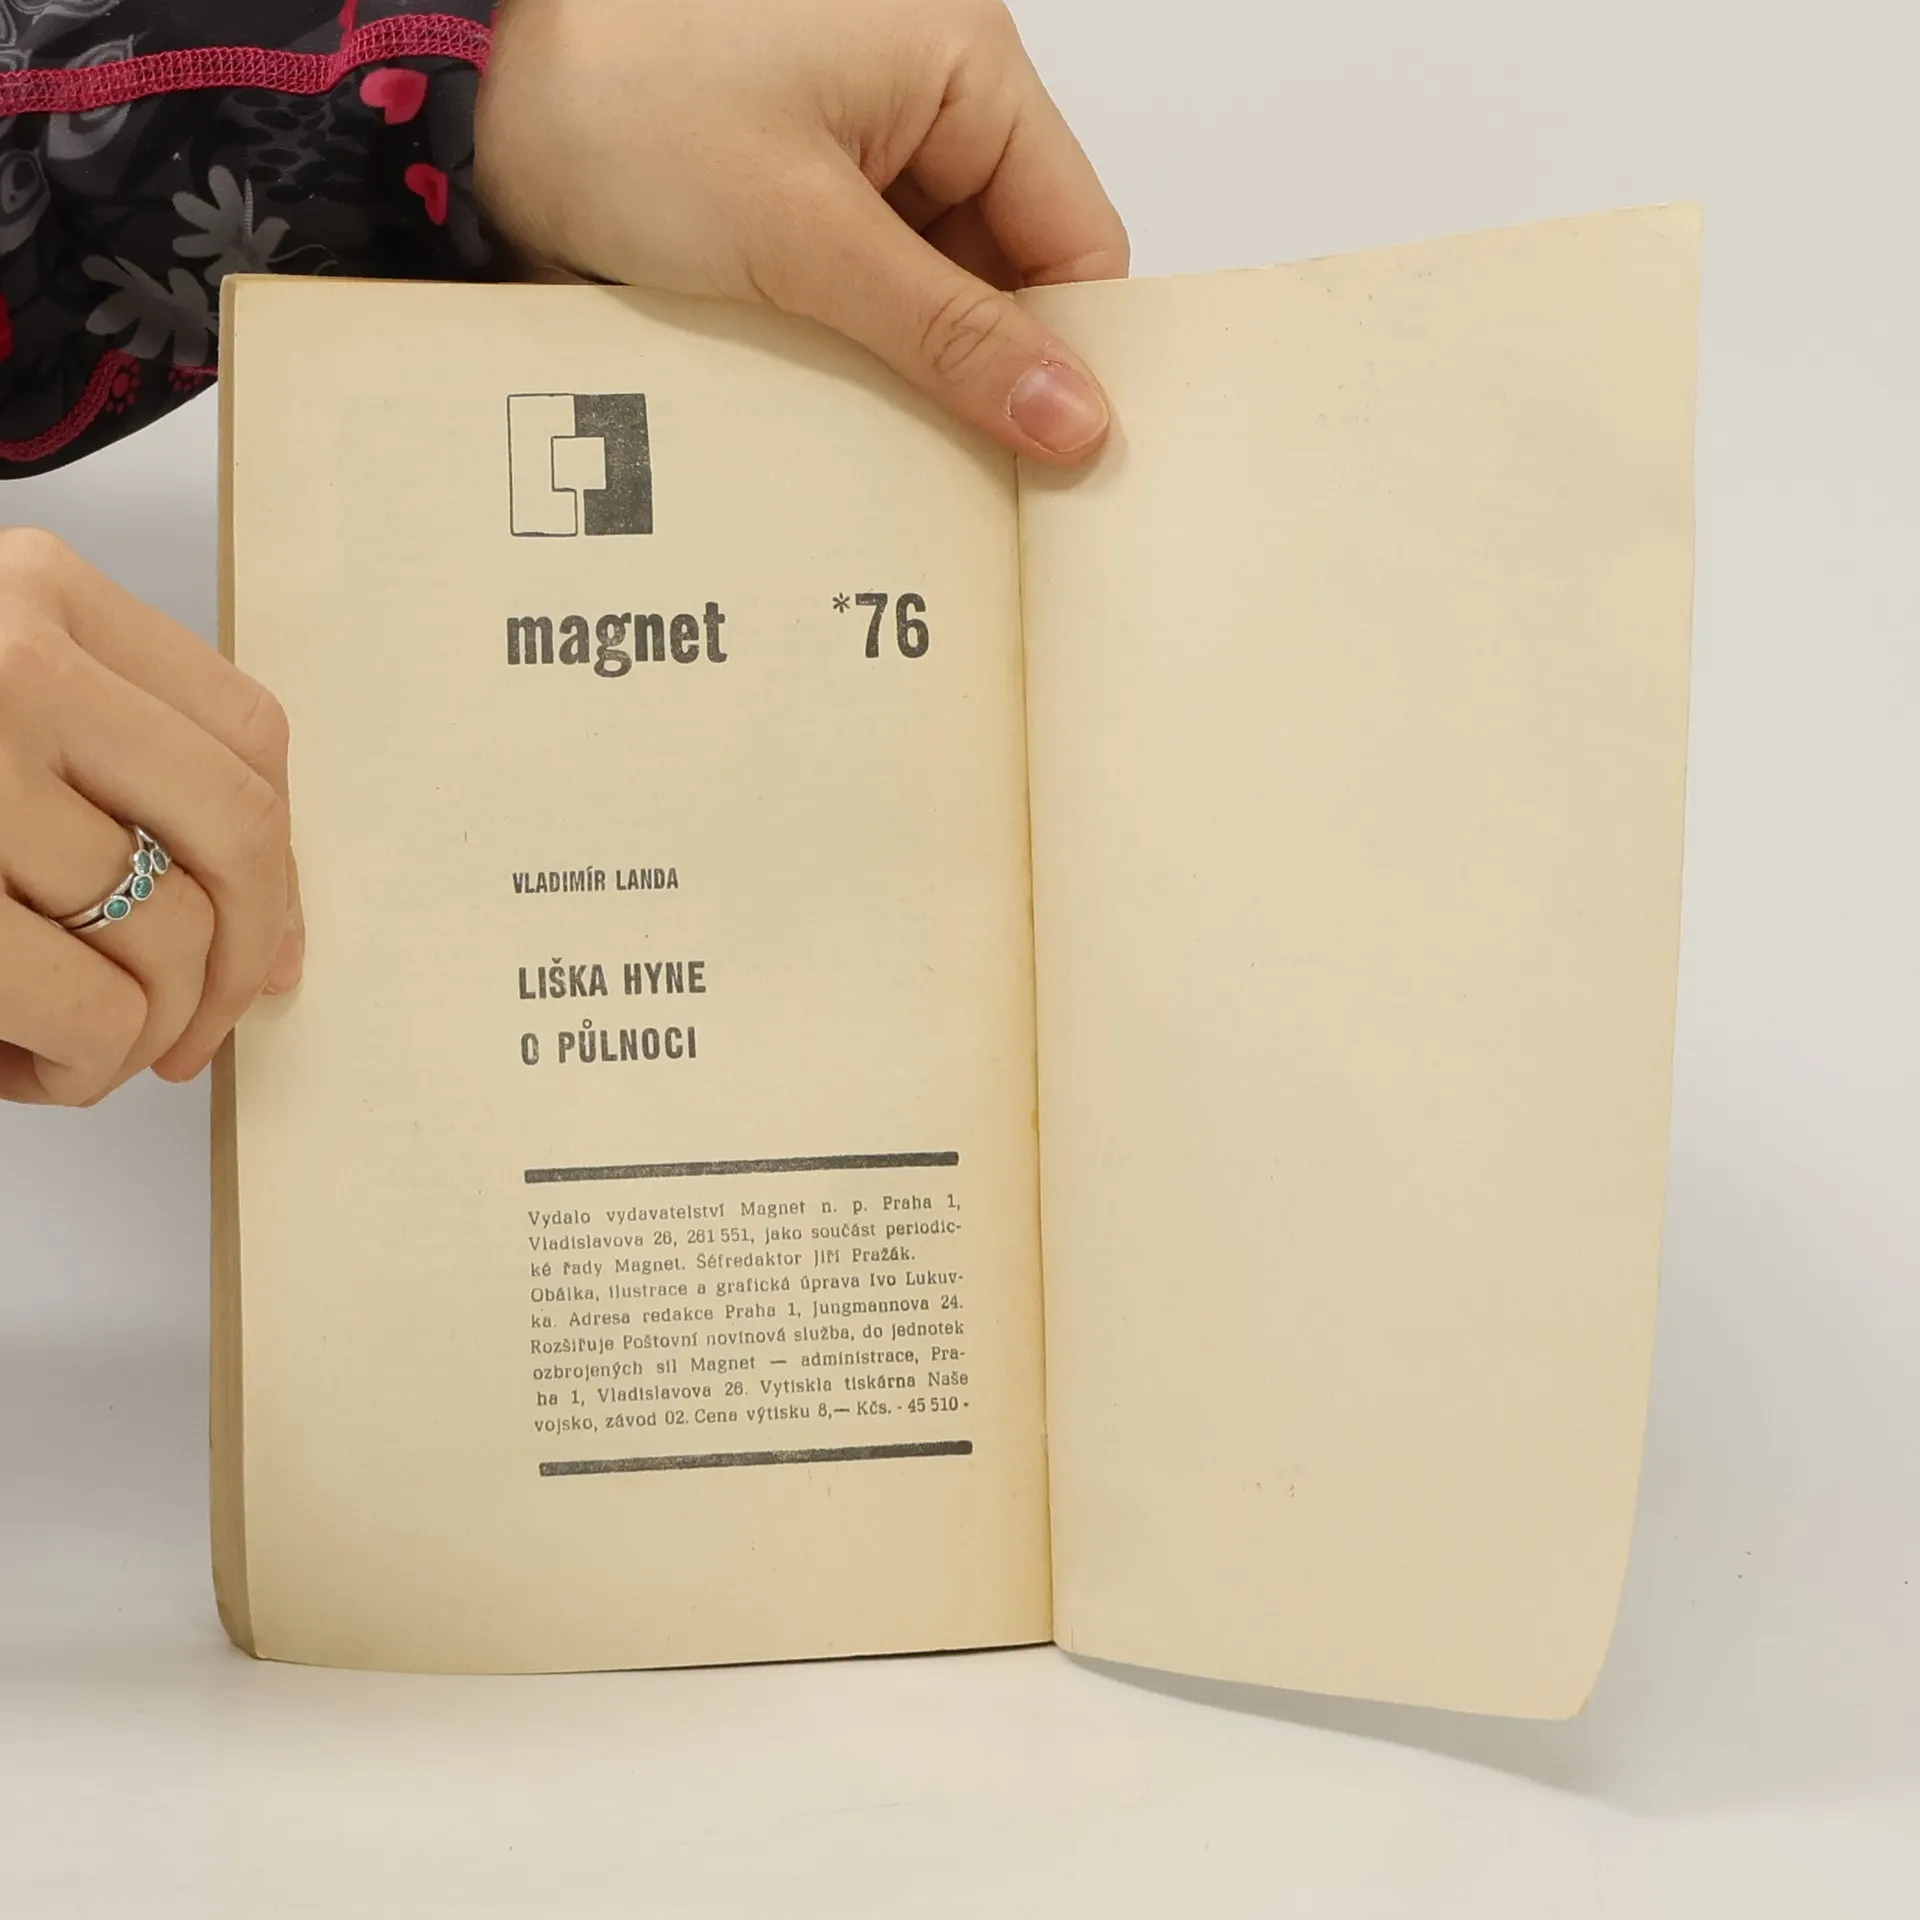 magnet *76
VLADIMÍR LANDA
LIŠKA HYNE
O PŮLNOCI
Vydalo vydavatelství Magnet n. p. Praha 1,
Vladislavova 26, 261 551, jako součást periodic-
ké řady Magnet. Šéfredaktor Jiří Pražák.
Obálka, ilustrace a grafická úprava Ivo Lukuv-
ka. Adresa redakce Praha 1, Jungmannova 24.
Rozšiřuje Poštovní novinová služba, do jednotek
ozbrojených sil Magnet — administrace, Pra-
ha 1, Vladislavova 26. Vytiskla tiskárna Naše
vojsko, závod 02. Cena výtisku 8,— Kčs. - 45 510 -